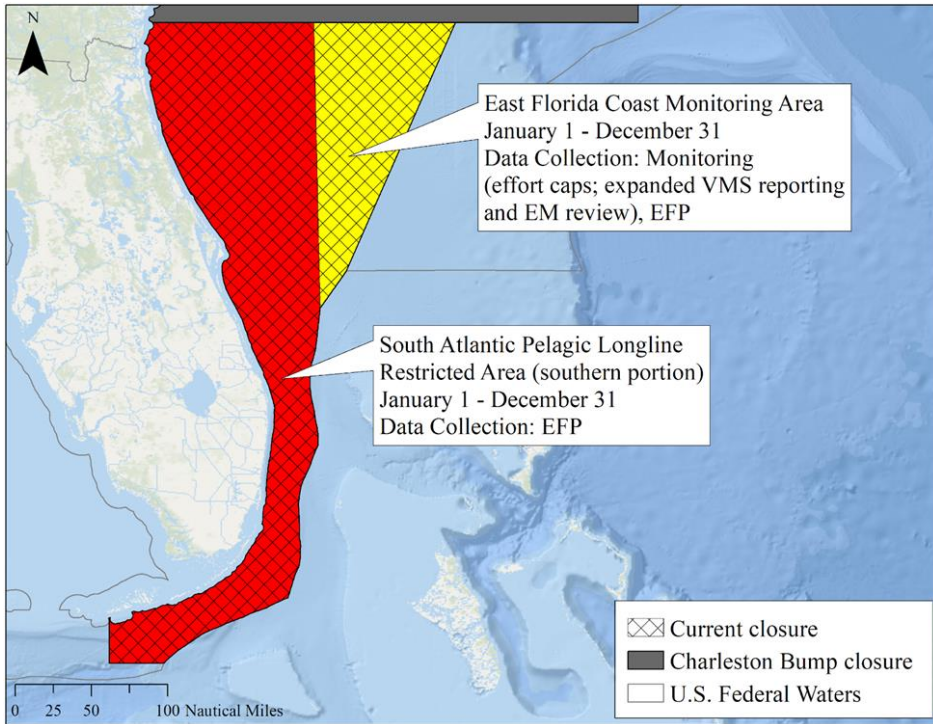 N
East Florida Coast Monitoring Area
January 1 - December 31
Data Collection: Monitoring
(effort caps; expanded VMS reporting
and EM review), EFP
South Atlantic Pelagic Longline
Restricted Area (southern portion)
January 1 - December 31
Data Collection: EFP
Current closure
Charleston Bump closure
U.S. Federal Waters
0 25 50 100 Nautical Miles